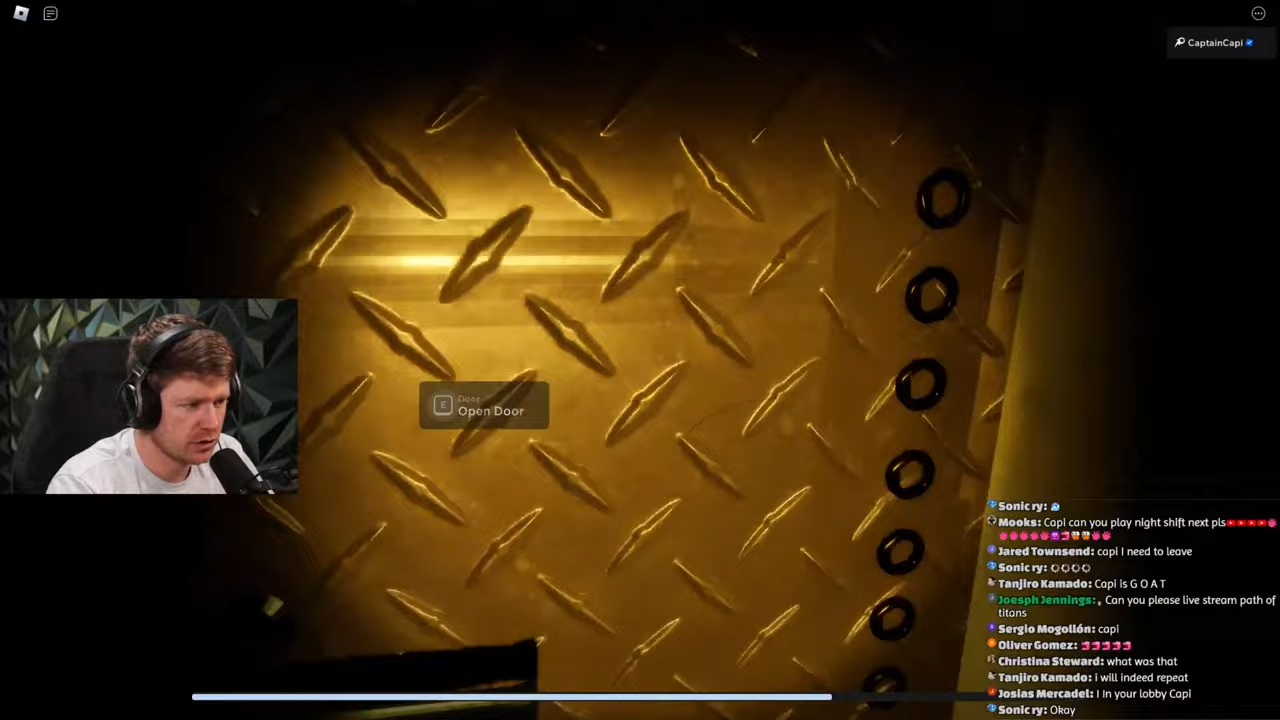 CaptainCapi
E
Door
Open Door
Sonic ry:
Mooks: Capi can you play night shift next pls
Jared Townsend: capi I need to leave
Sonic ry:
Tanjiro Kamado: Capi is G O A T
Joesph Jennings: , Can you please live stream path of
titans
Sergio Mogollón: capi
Oliver Gomez:
Christina Steward: what was that
Tanjiro Kamado: i will indeed repeat
Josias Mercadel: I In your lobby Capi
Sonic ry: Okay